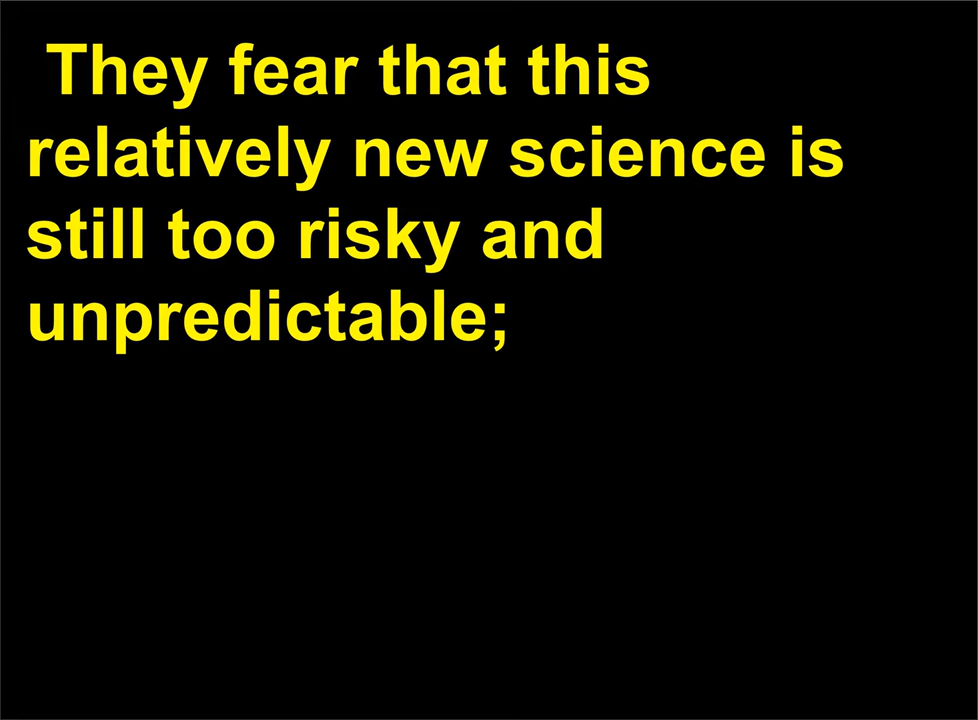 They fear that this
relatively new science is
still too risky and
unpredictable;